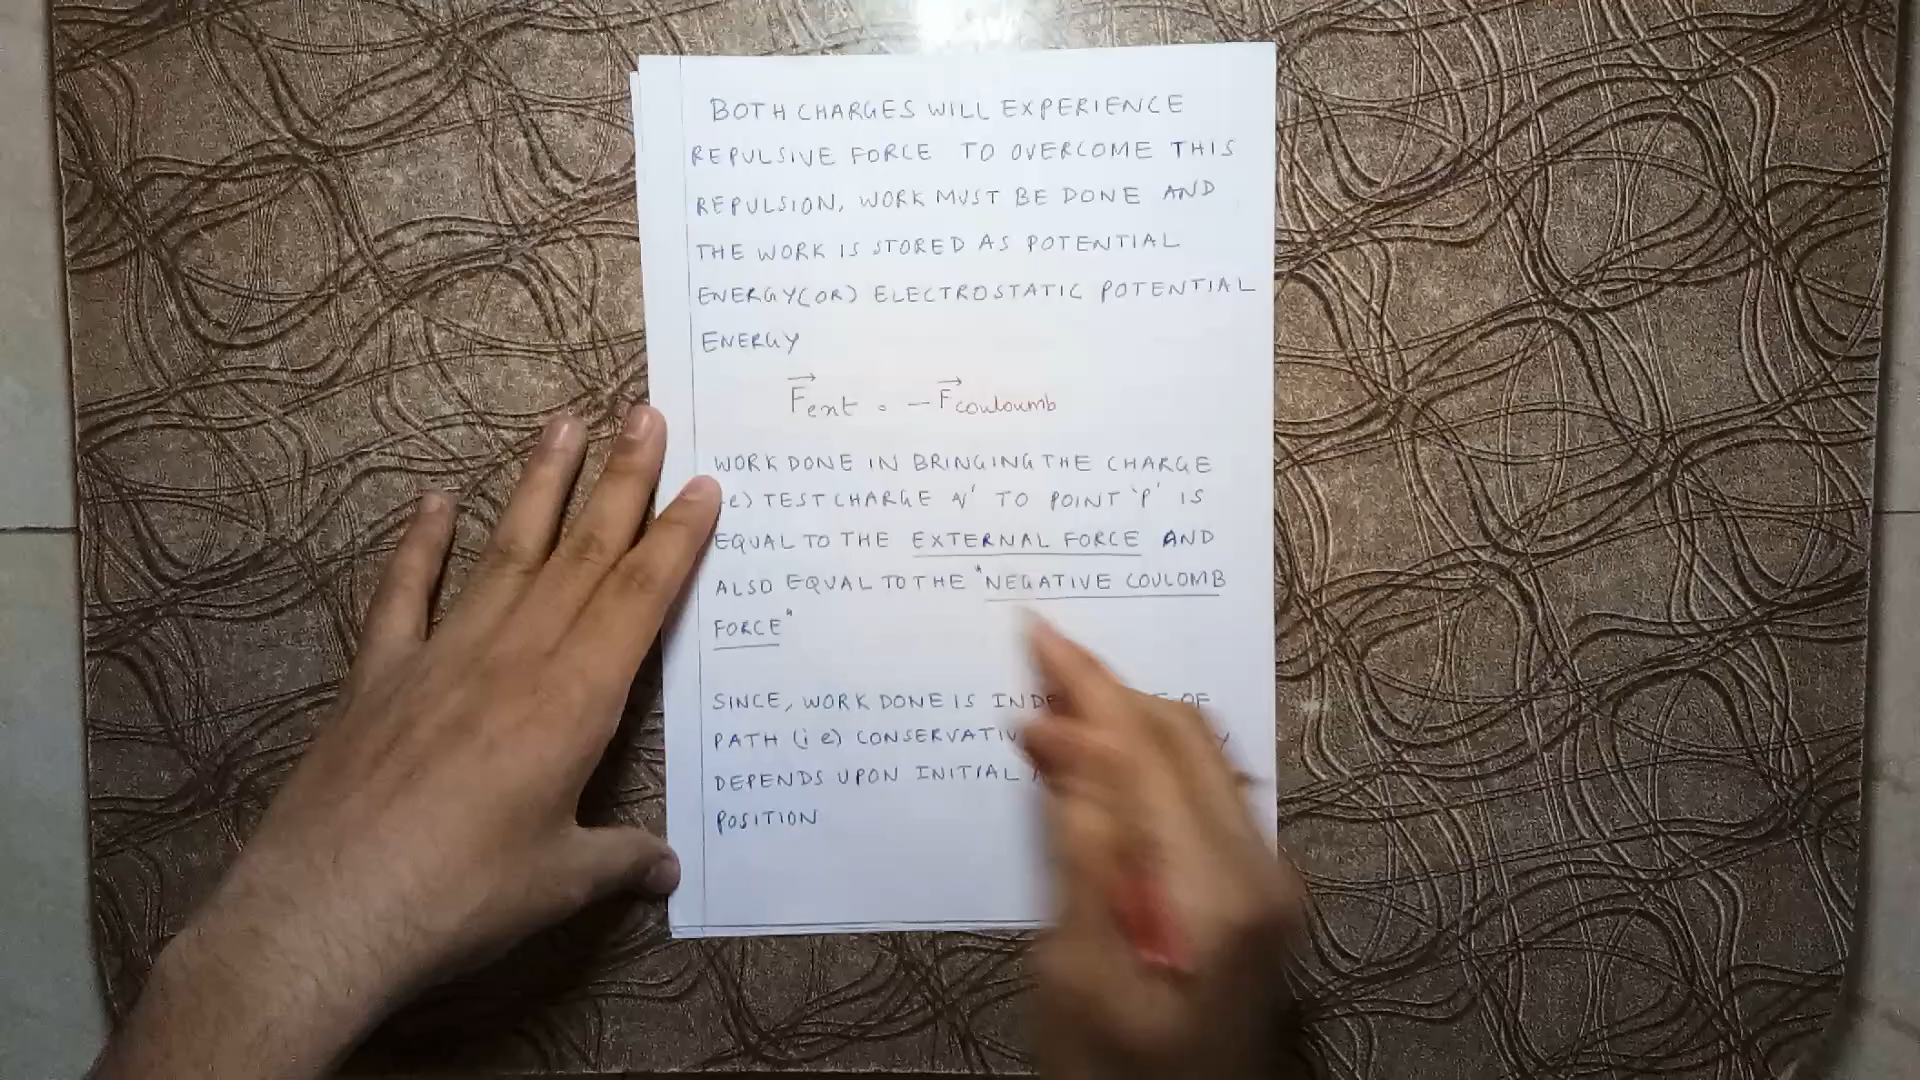 BOTH CHARGES WILL EXPERIENCE
REPULSIVE FORCE TO OVERCOME THIS
REPULSION, WORK MUST BE DONE AND
THE WORK IS STORED AS POTENTIAL
ENERGY(OR) ELECTROSTATIC POTENTIAL
ENERGY
F⃗ext = -F⃗couloumb
WORK DONE IN BRINGING THE CHARGE
e) TEST CHARGE TO POINT 'P' IS
EQUAL TO THE EXTERNAL FORCE AND
ALSO EQUAL TO THE "NEGATIVE COULOMB
FORCE"
SINCE, WORK DONE IS OF
PATH (i e) CONSERVATIV
DEPENDS UPON INITIAL
POSITION